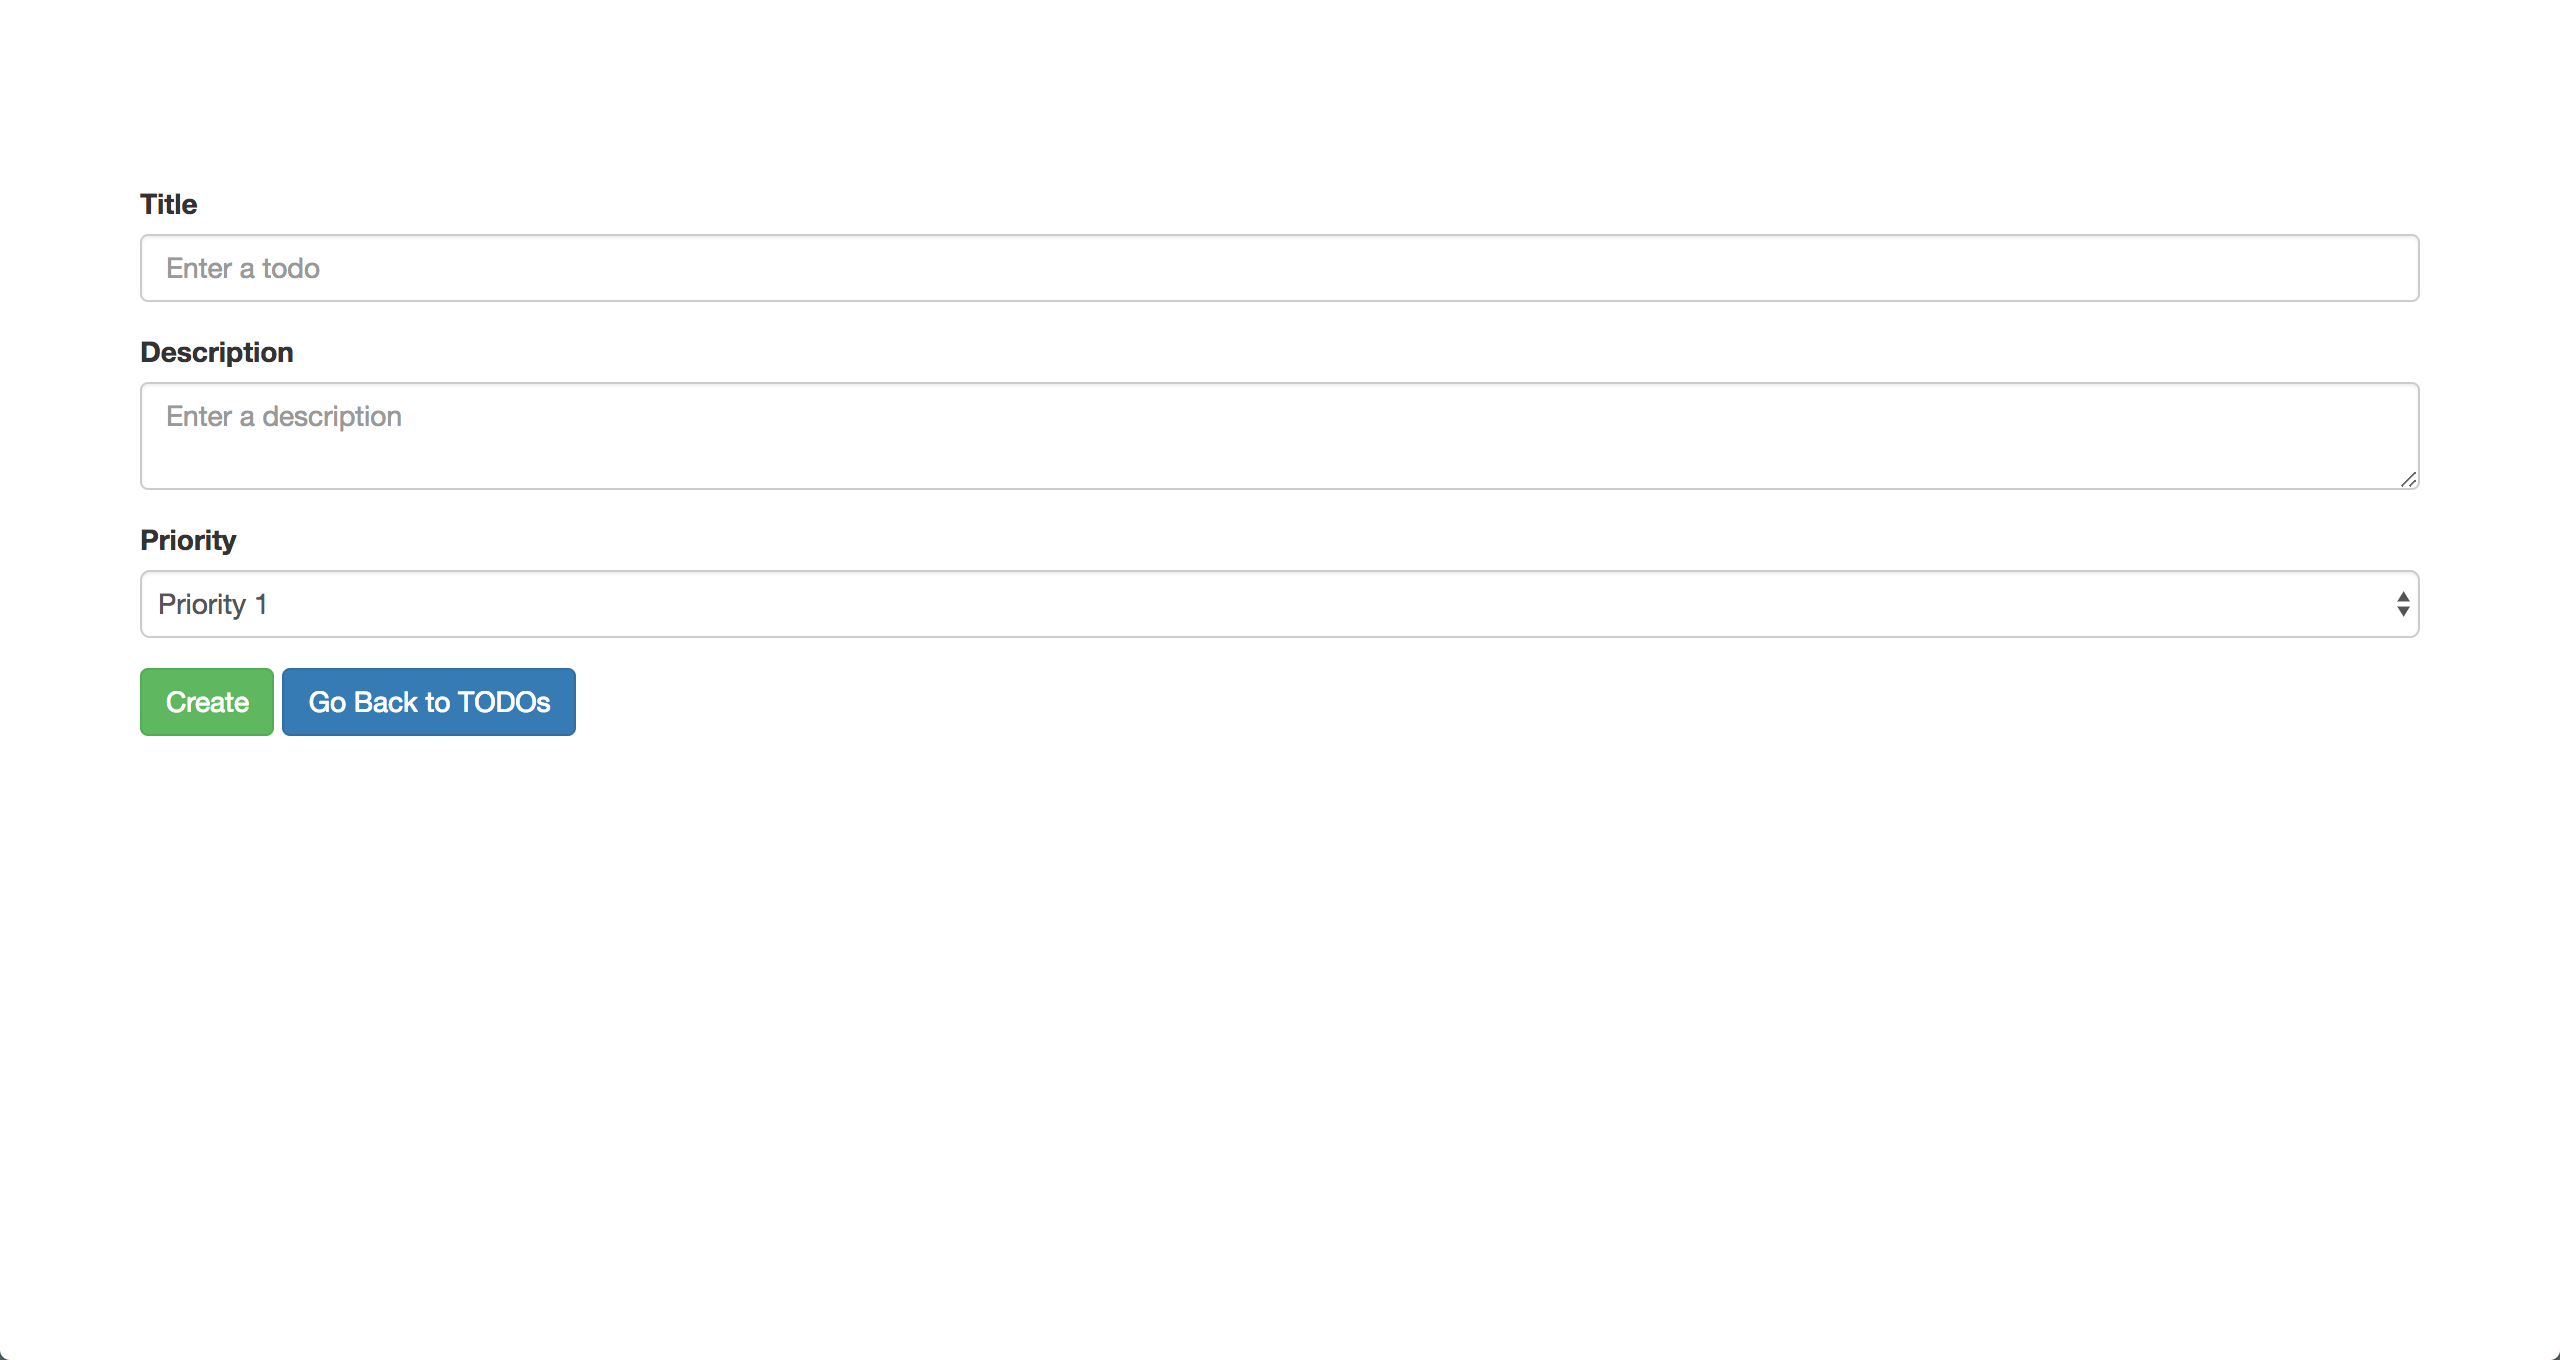 Title
Enter a todo
Description
Enter a description
Priority
Priority 1
Create Go Back to TODOs